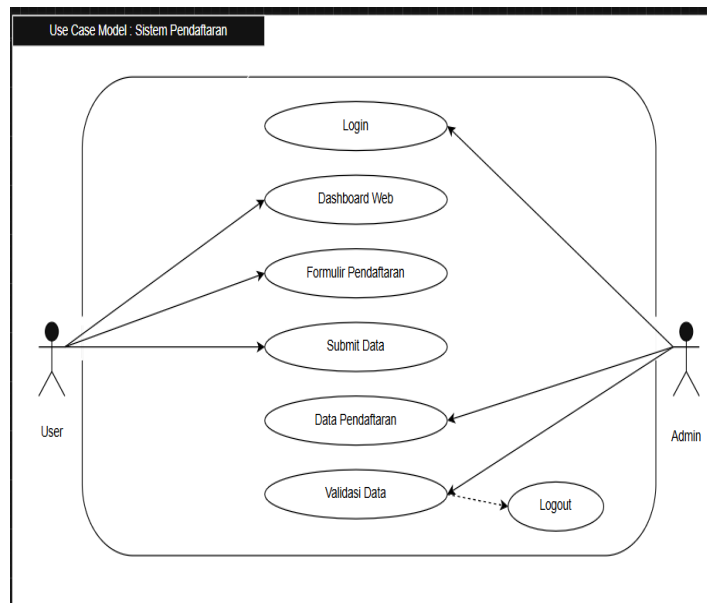 Use Case Model : Sistem Pendaftaran
Login
Dashboard Web
Formulir Pendaftaran
Submit Data
Data Pendaftaran
User
Admin
Validasi Data
Logout